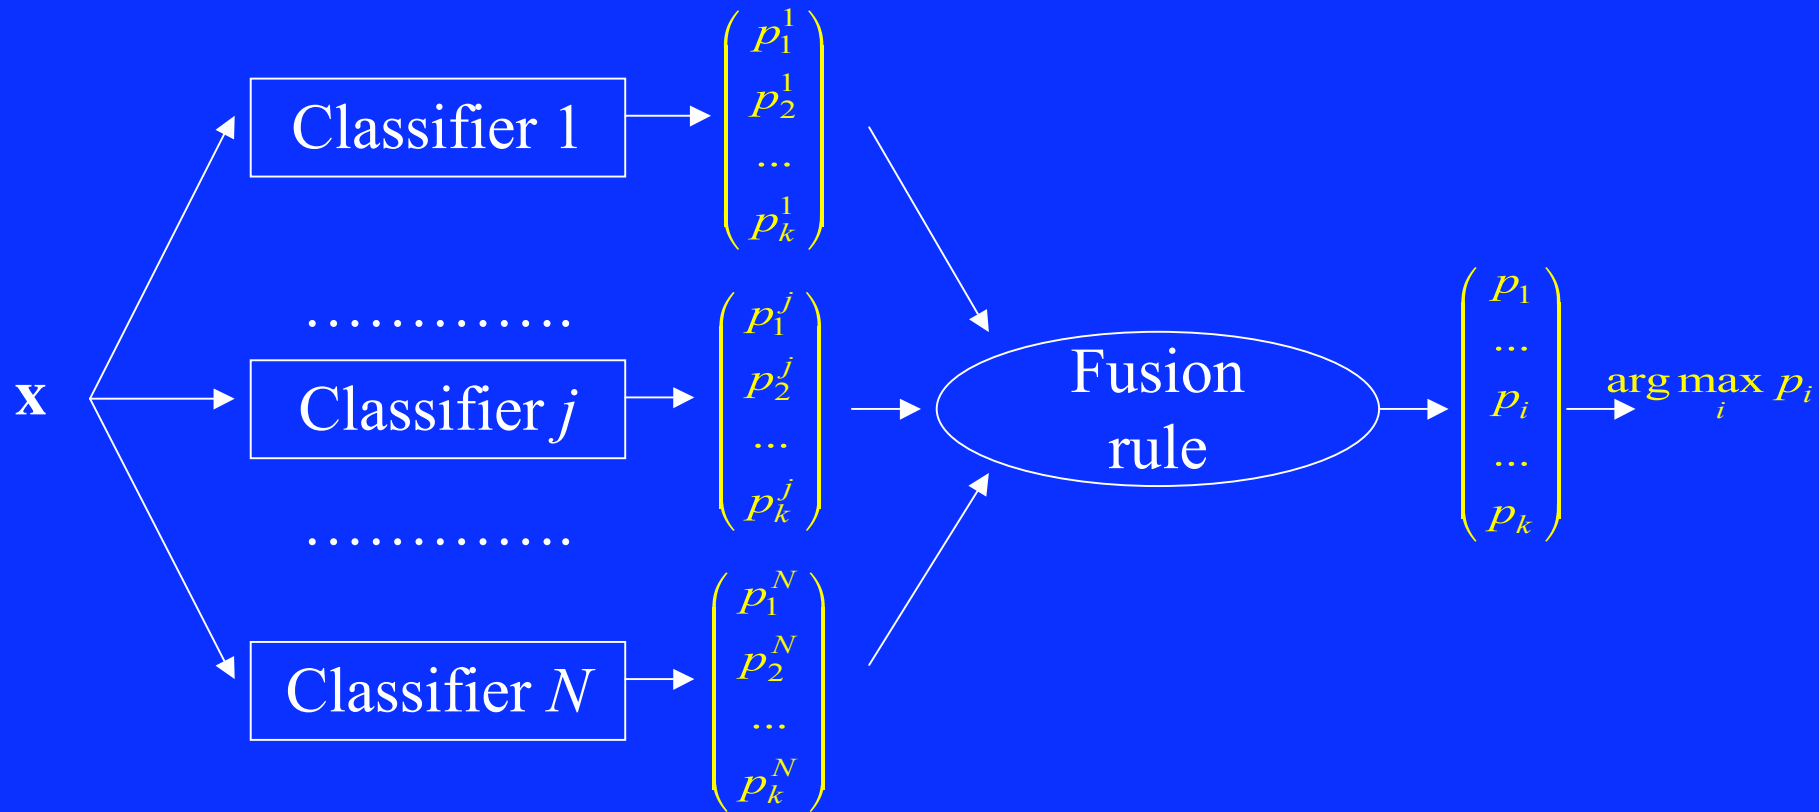 x
Classifier 1
.............
Classifier j
.............
Classifier N
p_1^1
p_2^1
...
p_k^1
p_1^j
p_2^j
...
p_k^j
p_1^N
p_2^N
...
p_k^N
Fusion
rule
p_1
...
p_i
...
p_k
arg max p_i
i